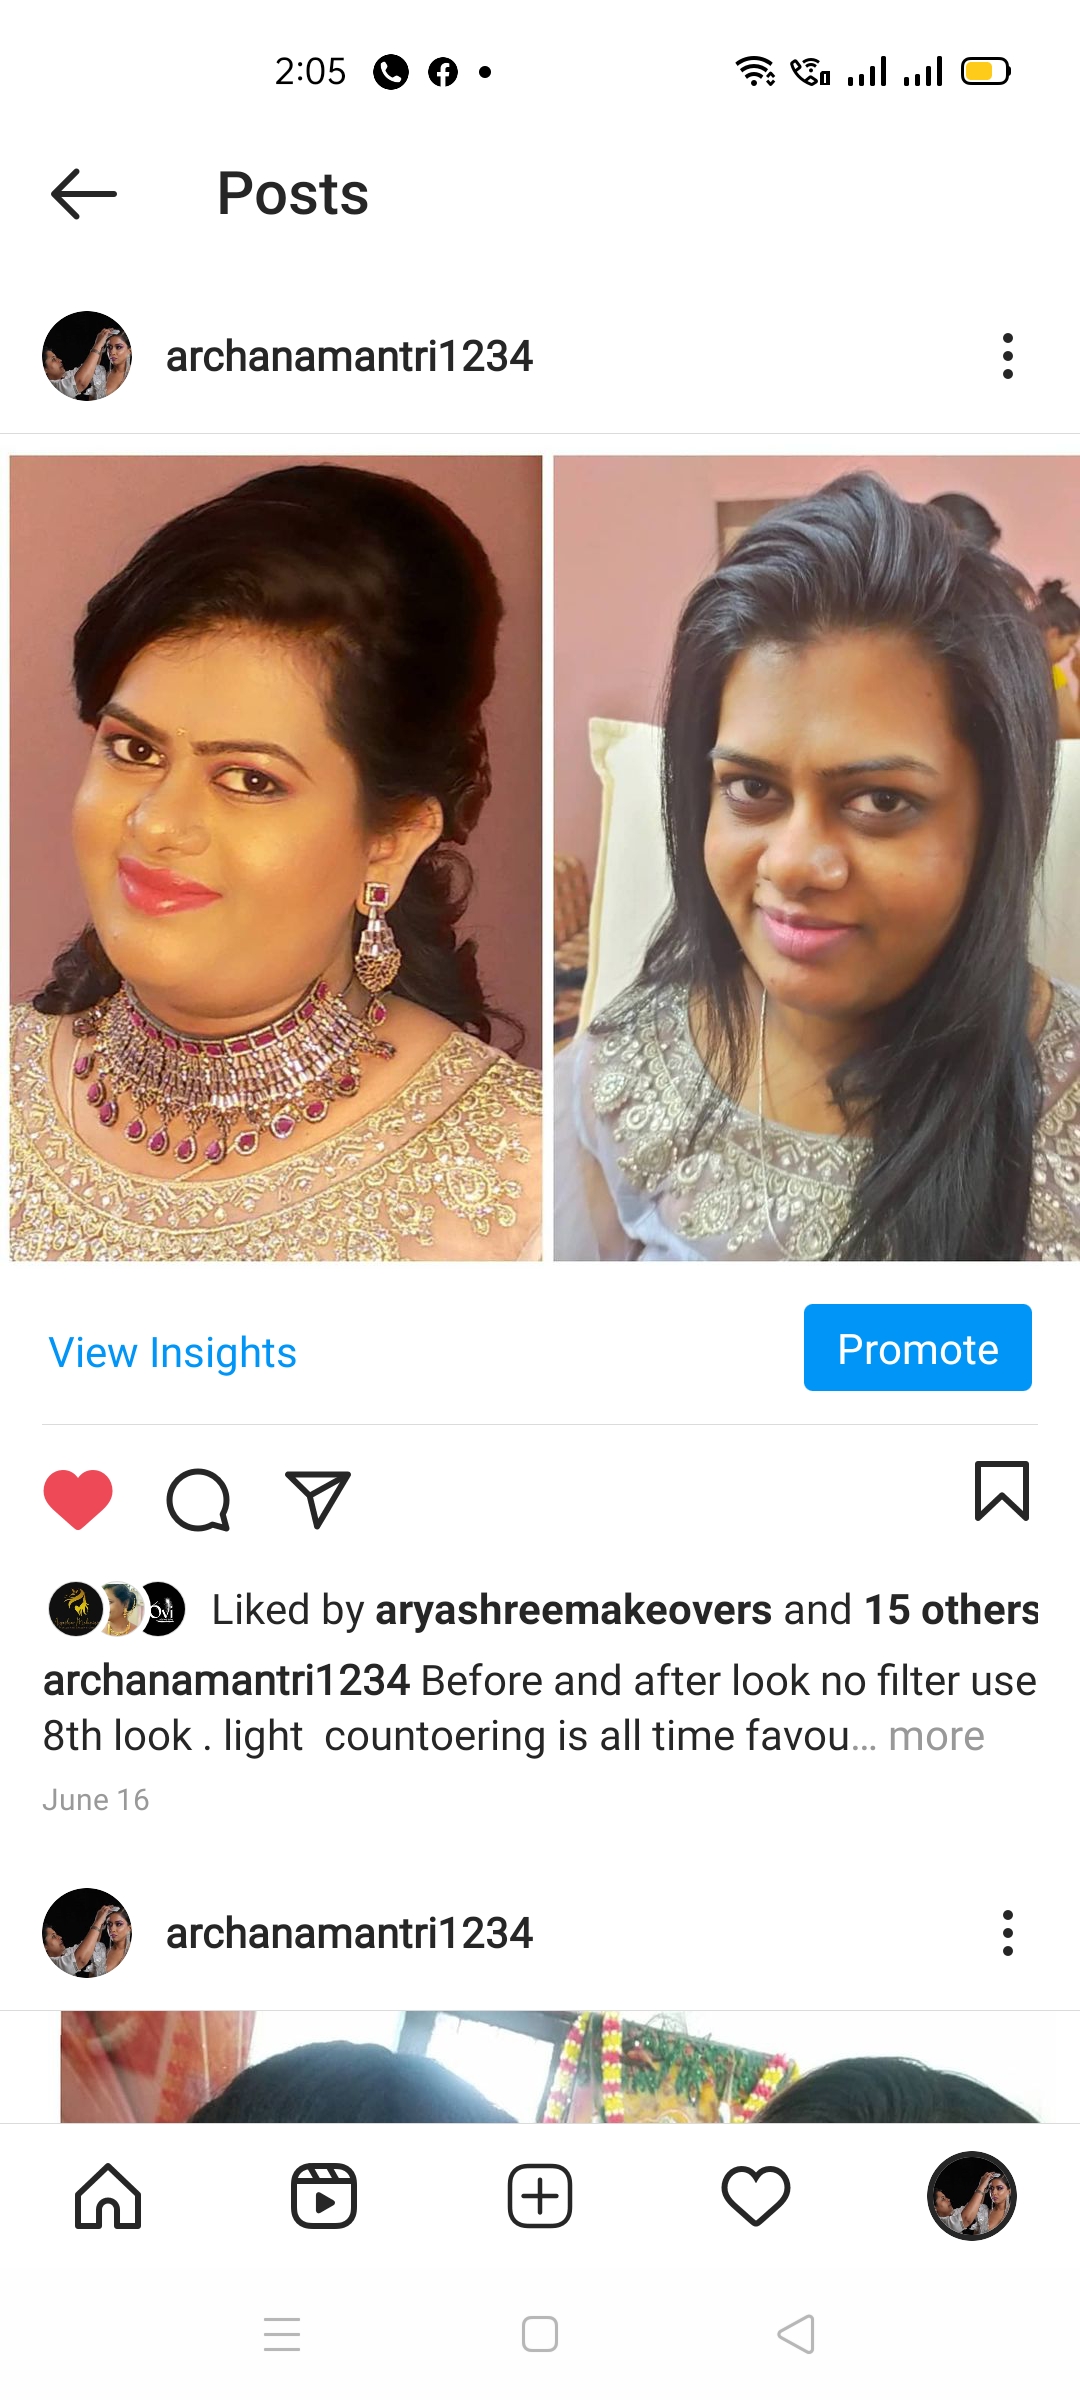 2:05
Posts
archanamantri1234
View Insights
Promote
Óvi
Liked by aryashreemakeovers and 15 others
archanamantri1234 Before and after look no filter use
8th look . light  countoering is all time favou... more
June 16
archanamantri1234